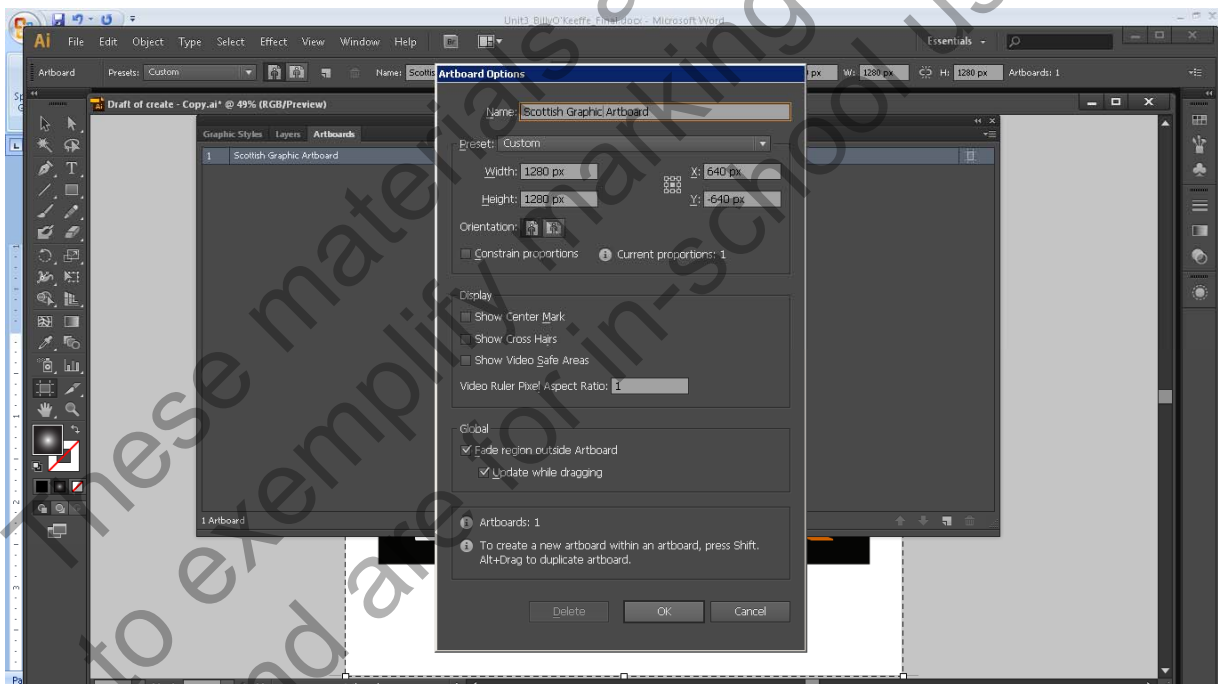 Unit3_BillyO'Keeffe_Final.docx - Microsoft Word
Ai File Edit Object Type Select Effect View Window Help Br Essentials
Artboard Presets: Custom Name: Scottis px W: 1280 px H: 1280 px Artboards: 1
Draft of create - Copy.ai* @ 49% (RGB/Preview)
Graphic Styles Layers Artboards
1 Scottish Graphic Artboard
1 Artboard
Artboard Options
Name: Scottish Graphic Artboard
Preset: Custom
Width: 1280 px X: 640 px
Height: 1280 px Y: -640 px
Orientation:
Constrain proportions Current proportions: 1
Display
Show Center Mark
Show Cross Hairs
Show Video Safe Areas
Video Ruler Pixel Aspect Ratio: 1
Global
Fade region outside Artboard
Update while dragging
Artboards: 1
To create a new artboard within an artboard, press Shift.
Alt+Drag to duplicate artboard.
Delete OK Cancel
These materials a
to exemplify marking
and are for in-school us